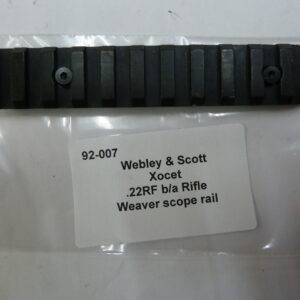 92-007
Webley & Scott
Xocet
.22RF b/a Rifle
Weaver scope rail